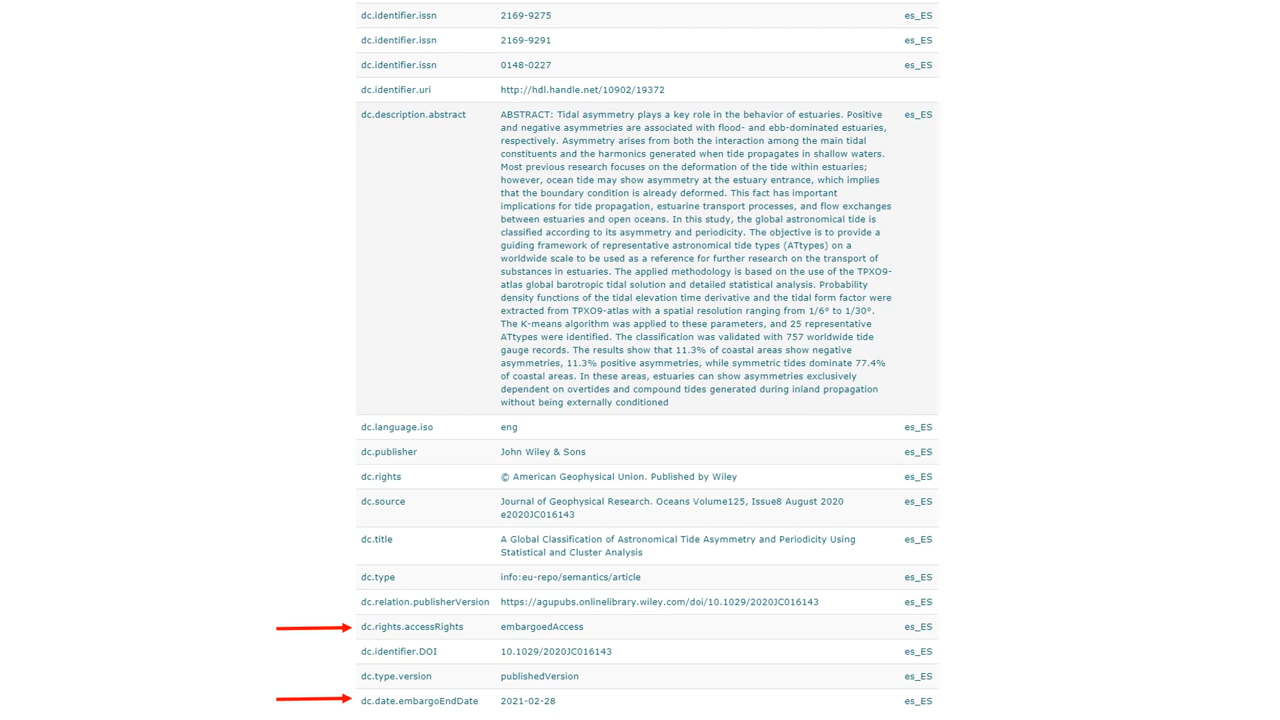 dc.identifier.issn 2169-9275 es_ES
dc.identifier.issn 2169-9291 es_ES
dc.identifier.issn 0148-0227 es_ES
dc.identifier.uri http://hdl.handle.net/10902/19372
dc.description.abstract ABSTRACT: Tidal asymmetry plays a key role in the behavior of estuaries. Positive es_ES
and negative asymmetries are associated with flood- and ebb-dominated estuaries,
respectively. Asymmetry arises from both the interaction among the main tidal
constituents and the harmonics generated when tide propagates in shallow waters.
Most previous research focuses on the deformation of the tide within estuaries;
however, ocean tide may show asymmetry at the estuary entrance, which implies
that the boundary condition is already deformed. This fact has important
implications for tide propagation, estuarine transport processes, and flow exchanges
between estuaries and open oceans. In this study, the global astronomical tide is
classified according to its asymmetry and periodicity. The objective is to provide a
guiding framework of representative astronomical tide types (ATtypes) on a
worldwide scale to be used as a reference for further research on the transport of
substances in estuaries. The applied methodology is based on the use of the TPXO9-
atlas global barotropic tidal solution and detailed statistical analysis. Probability
density functions of the tidal elevation time derivative and the tidal form factor were
extracted from TPXO9-atlas with a spatial resolution ranging from 1/6° to 1/30°.
The K-means algorithm was applied to these parameters, and 25 representative
ATtypes were identified. The classification was validated with 757 worldwide tide
gauge records. The results show that 11.3% of coastal areas show negative
asymmetries, 11.3% positive asymmetries, while symmetric tides dominate 77.4%
of coastal areas. In these areas, estuaries can show asymmetries exclusively
dependent on overtides and compound tides generated during inland propagation
without being externally conditioned
dc.language.iso eng es_ES
dc.publisher John Wiley & Sons es_ES
dc.rights © American Geophysical Union. Published by Wiley es_ES
dc.source Journal of Geophysical Research. Oceans Volume125, Issue8 August 2020 es_ES
e2020JC016143
dc.title A Global Classification of Astronomical Tide Asymmetry and Periodicity Using es_ES
Statistical and Cluster Analysis
dc.type info:eu-repo/semantics/article es_ES
dc.relation.publisherVersion https://agupubs.onlinelibrary.wiley.com/doi/10.1029/2020JC016143 es_ES
dc.rights.accessRights embargoedAccess es_ES
dc.identifier.DOI 10.1029/2020JC016143 es_ES
dc.type.version publishedVersion es_ES
dc.date.embargoEndDate 2021-02-28 es_ES